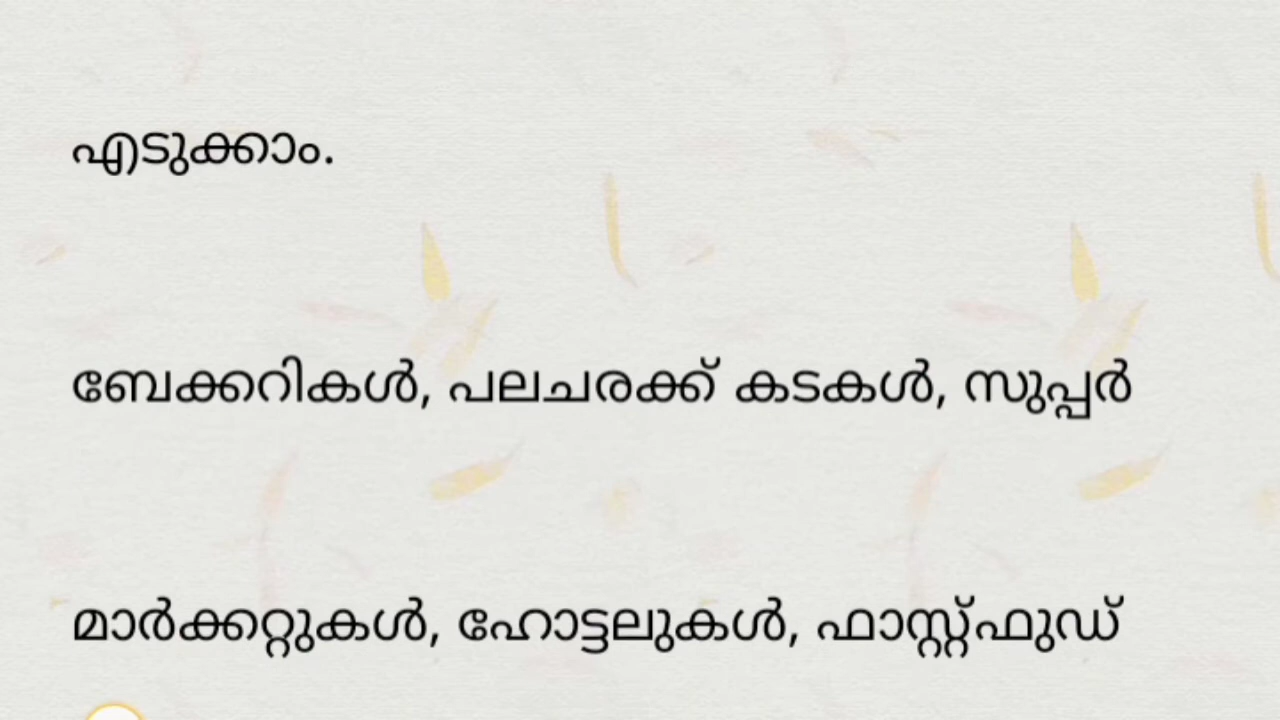 എടുക്കാം.
ബേക്കറികൾ, പലചരക്ക് കടകൾ, സുപ്പർ
മാർക്കറ്റുകൾ, ഹോട്ടലുകൾ, ഫാസ്റ്റ്ഫുഡ്